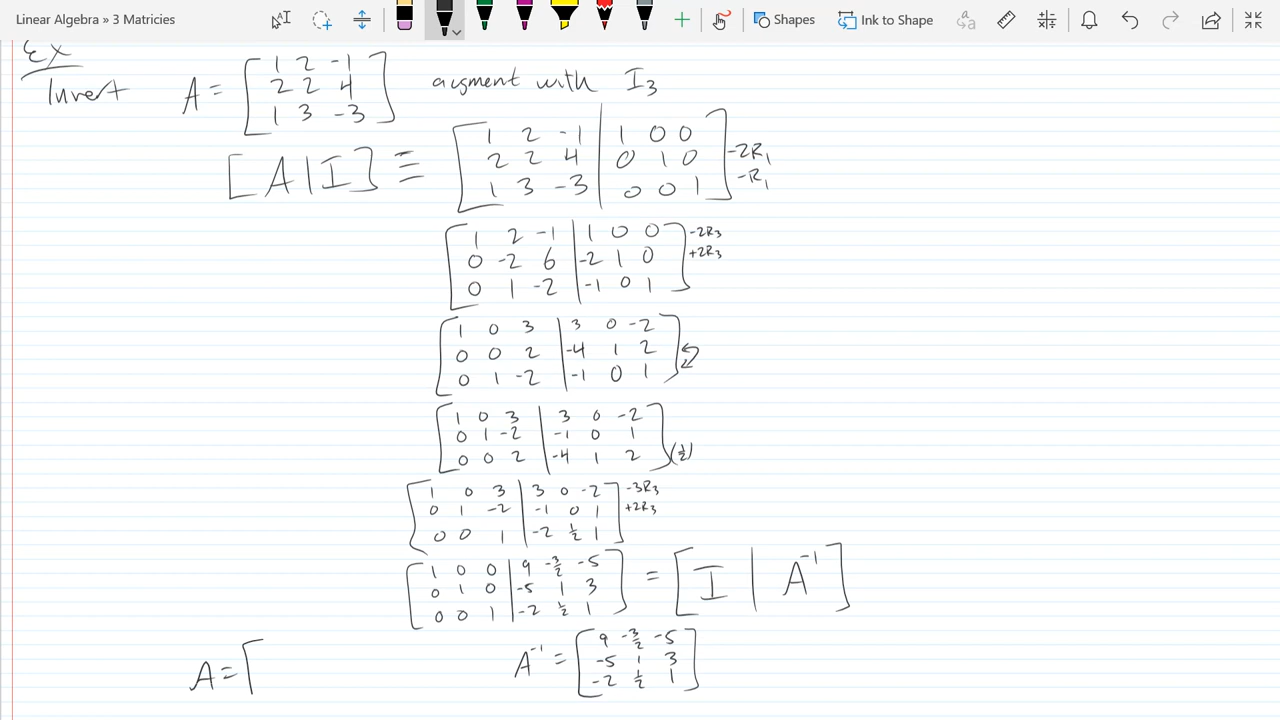 Linear Algebra » 3 Matricies
Shapes
Ink to Shape
Ex
Invert A = [ 1 2 -1 augment with I3
2 2 4
1 3 -3 ]
[A|I] ≡ [ 1 2 -1 | 1 0 0
2 2 4 | 0 1 0 -2R1
1 3 -3 | 0 0 1 ] -R1
[ 1 2 -1 | 1 0 0 -2R3
0 -2 6 | -2 1 0 +2R3
0 1 -2 | -1 0 1 ]
[ 1 0 3 | 3 0 -2
0 0 2 | -4 1 2
0 1 -2 | -1 0 1 ]
[ 1 0 3 | 3 0 -2
0 1 -2 | -1 0 1
0 0 2 | -4 1 2 ] (1/2)
[ 1 0 3 | 3 0 -2 -3R3
0 1 -2 | -1 0 1 +2R3
0 0 1 | -2 1/2 1 ]
[ 1 0 0 | 9 -3/2 -5
0 1 0 | -5 1 3 = [ I | A^-1 ]
0 0 1 | -2 1/2 1 ]
A = [
A^-1 = [ 9 -3/2 -5
-5 1 3
-2 1/2 1 ]